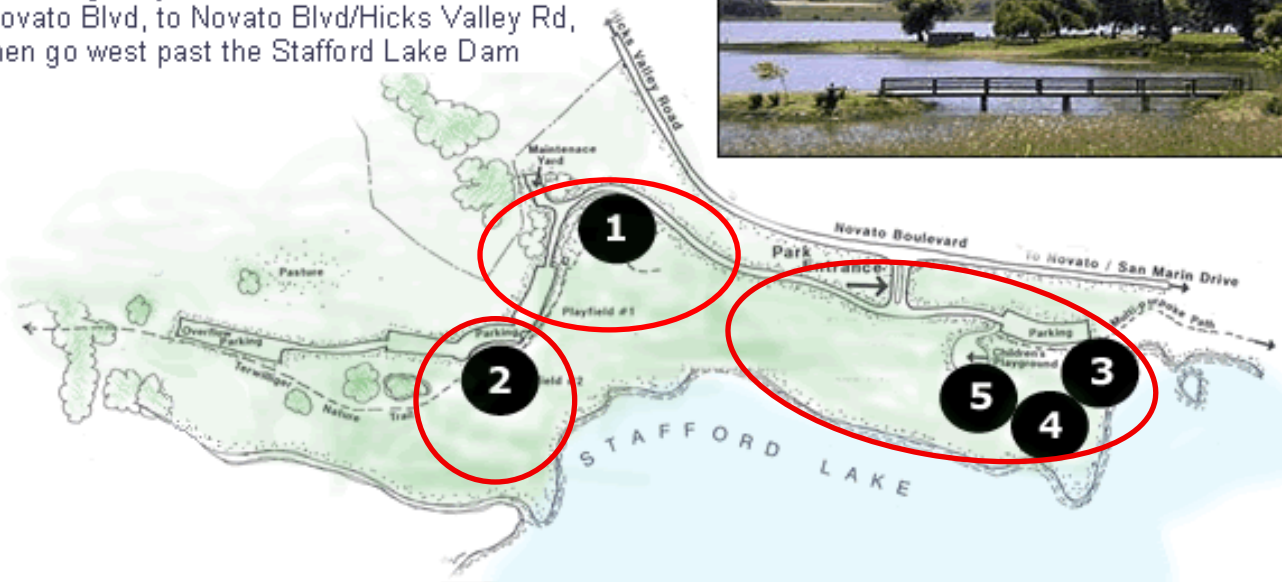 ovato Blvd, to Novato Blvd/Hicks Valley Rd,
hen go west past the Stafford Lake Dam
Hicks Valley Road
Maintenace
Yard
1
Novato Boulevard
to Novato / San Marin Drive
Park
Entrance
Pasture
Playfield #1
Multi-Purpose Path
Overflow
Parking
Parking
Parking
Children's
Playground
3
2
field #2
5
4
Terwilliger
Nature
Trail
STAFFORD LAKE